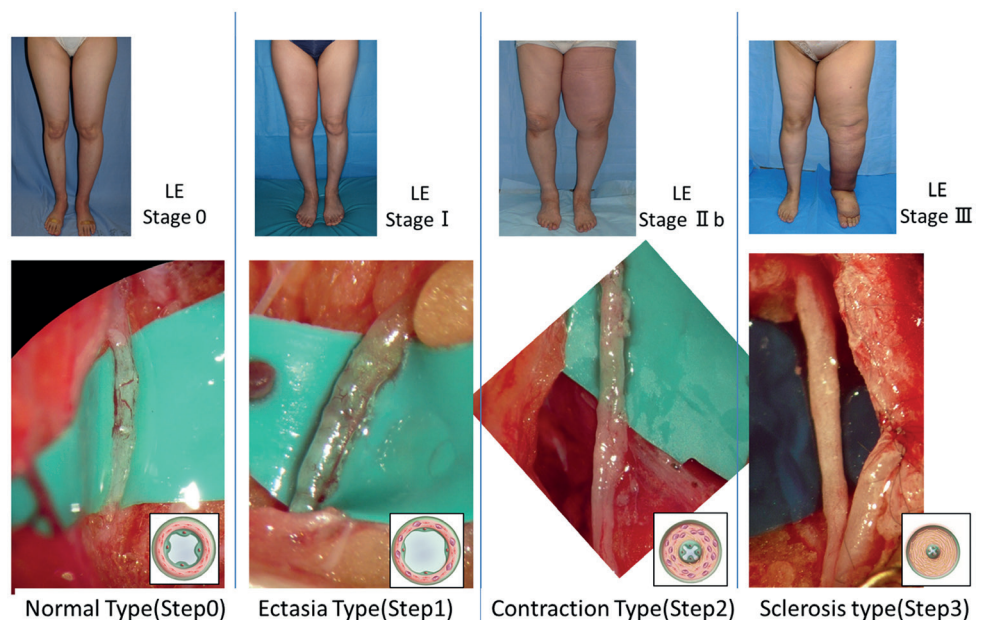 LE
Stage 0
LE
Stage Ⅰ
LE
Stage Ⅱb
LE
Stage Ⅲ
Normal Type(Step0)
Ectasia Type(Step1)
Contraction Type(Step2)
Sclerosis type(Step3)